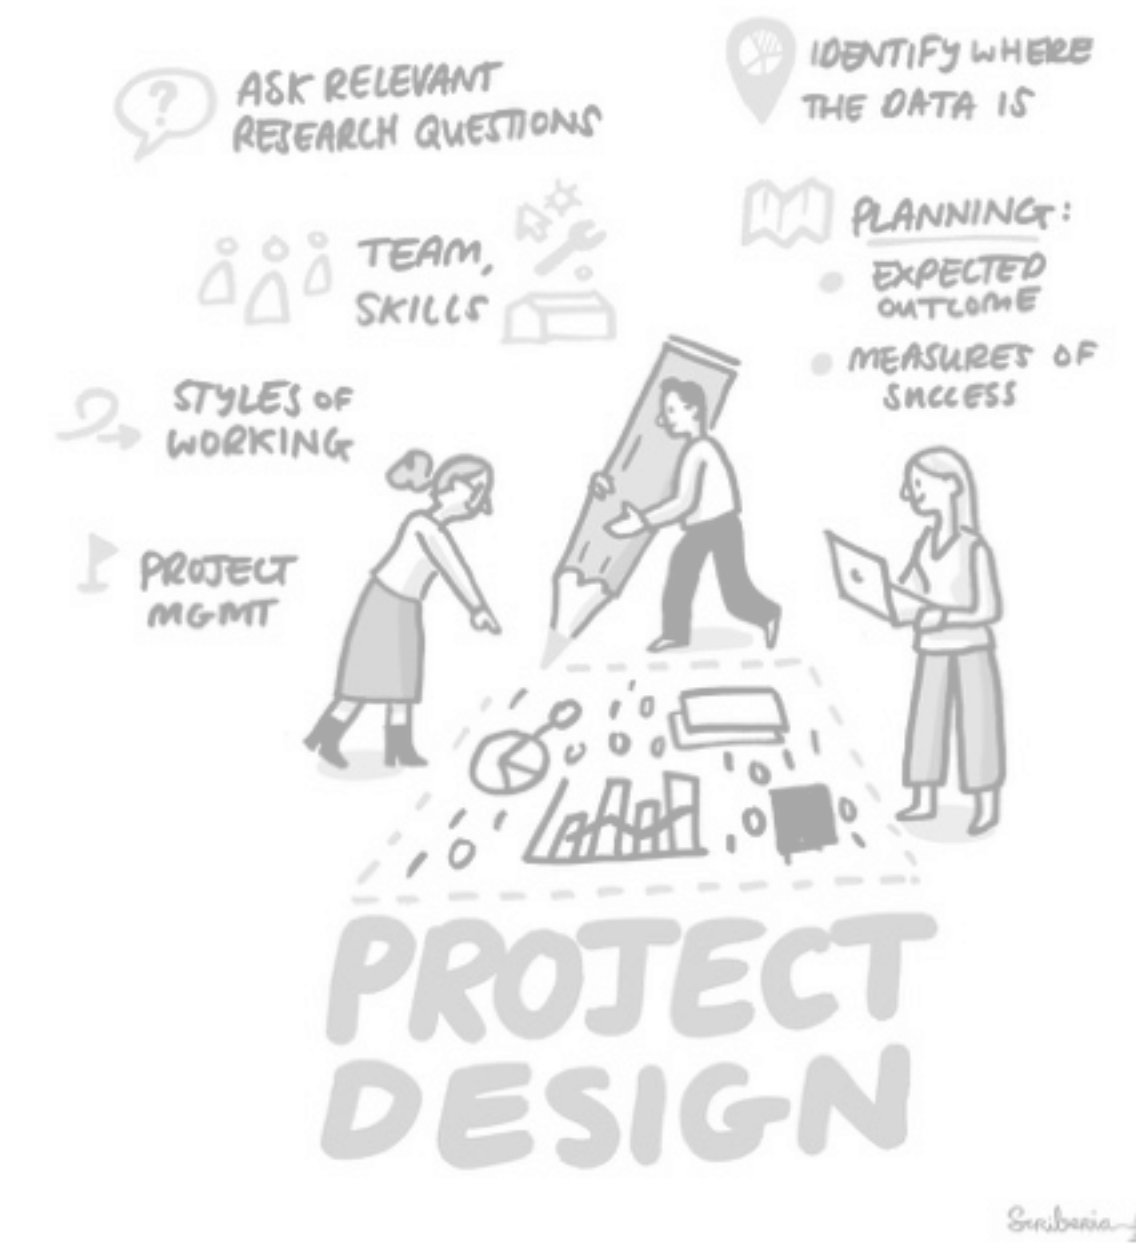 ASK RELEVANT
RESEARCH QUESTIONS
IDENTIFY WHERE
THE DATA IS
TEAM,
SKILLS
PLANNING:
EXPECTED
OUTCOME
MEASURES OF
SUCCESS
STYLES OF
WORKING
PROJECT
MGMT
?
PROJECT
DESIGN
Scriberia